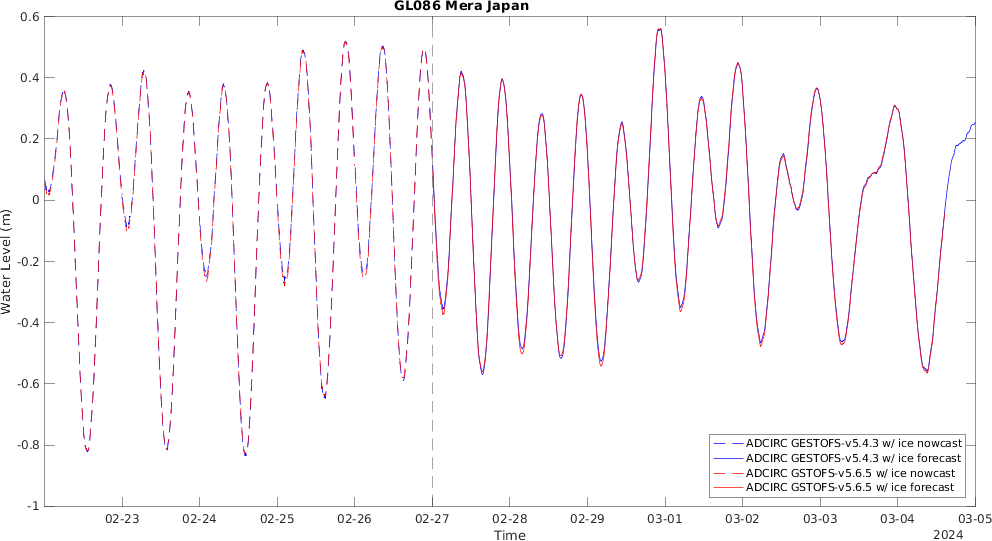 GL086 Mera Japan
0.6
0.4
0.2
0
-0.2
-0.4
-0.6
-0.8
-1
Water Level (m)
ADCIRC GESTOFS-v5.4.3 w/ ice nowcast
ADCIRC GESTOFS-v5.4.3 w/ ice forecast
ADCIRC GSTOFS-v5.6.5 w/ ice nowcast
ADCIRC GSTOFS-v5.6.5 w/ ice forecast
02-23 02-24 02-25 02-26 02-27 02-28 02-29 03-01 03-02 03-03 03-04 03-05
Time
2024